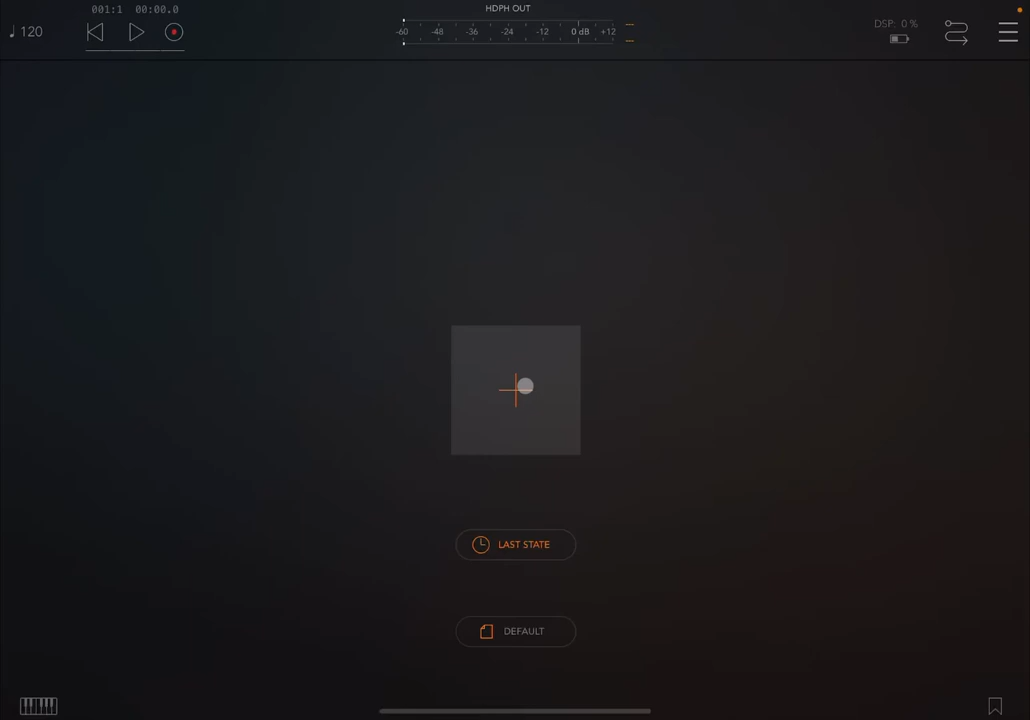 001:1 00:00.0
HDPH OUT
120
-60 -48 -36 -24 -12 0 dB +12
DSP: 0 %
LAST STATE
DEFAULT